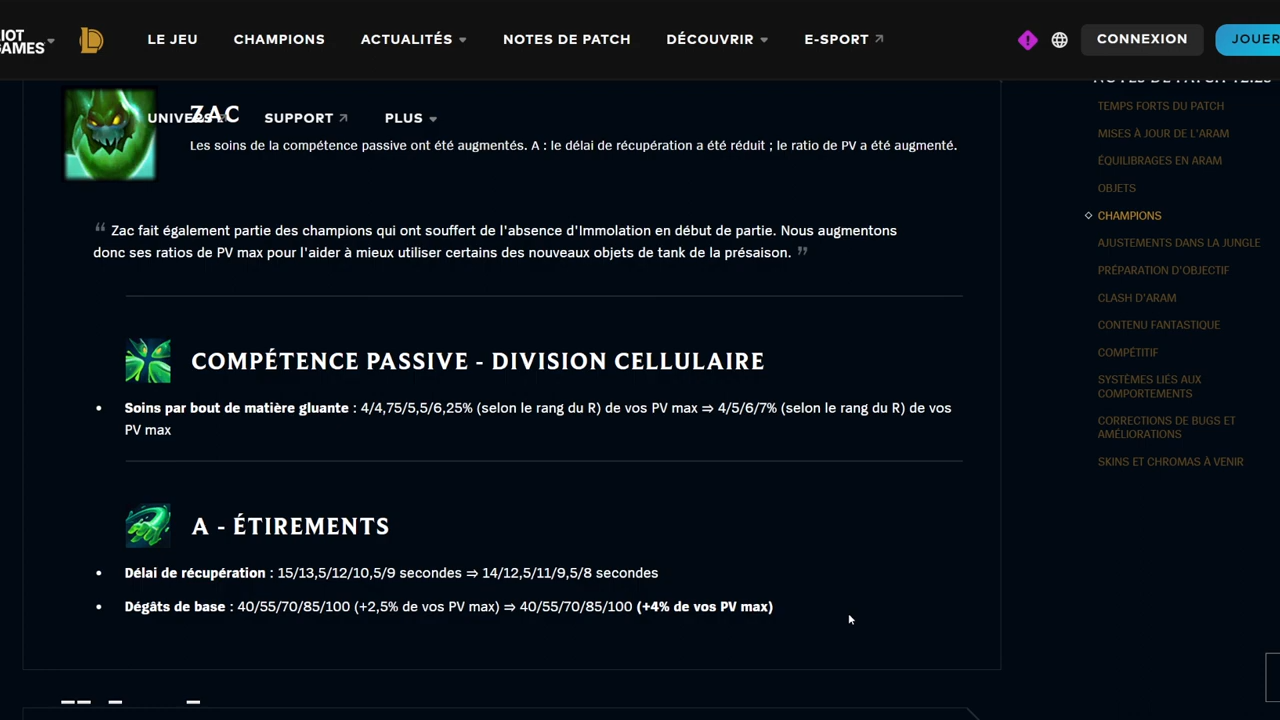 RIOT GAMES
LE JEU
CHAMPIONS
ACTUALITÉS
NOTES DE PATCH
DÉCOUVRIR
E-SPORT
CONNEXION
JOUER
UNIVERS
SUPPORT
PLUS
ZAC
Les soins de la compétence passive ont été augmentés. A : le délai de récupération a été réduit ; le ratio de PV a été augmenté.
“ Zac fait également partie des champions qui ont souffert de l'absence d'Immolation en début de partie. Nous augmentons
donc ses ratios de PV max pour l'aider à mieux utiliser certains des nouveaux objets de tank de la présaison. ”
COMPÉTENCE PASSIVE - DIVISION CELLULAIRE
• Soins par bout de matière gluante : 4/4,75/5,5/6,25% (selon le rang du R) de vos PV max ⇒ 4/5/6/7% (selon le rang du R) de vos
PV max
A - ÉTIREMENTS
• Délai de récupération : 15/13,5/12/10,5/9 secondes ⇒ 14/12,5/11/9,5/8 secondes
• Dégâts de base : 40/55/70/85/100 (+2,5% de vos PV max) ⇒ 40/55/70/85/100 (+4% de vos PV max)
NOTES DE PATCH 12.23
TEMPS FORTS DU PATCH
MISES À JOUR DE L'ARAM
ÉQUILIBRAGES EN ARAM
OBJETS
CHAMPIONS
AJUSTEMENTS DANS LA JUNGLE
PRÉPARATION D'OBJECTIF
CLASH D'ARAM
CONTENU FANTASTIQUE
COMPÉTITIF
SYSTÈMES LIÉS AUX
COMPORTEMENTS
CORRECTIONS DE BUGS ET
AMÉLIORATIONS
SKINS ET CHROMAS À VENIR